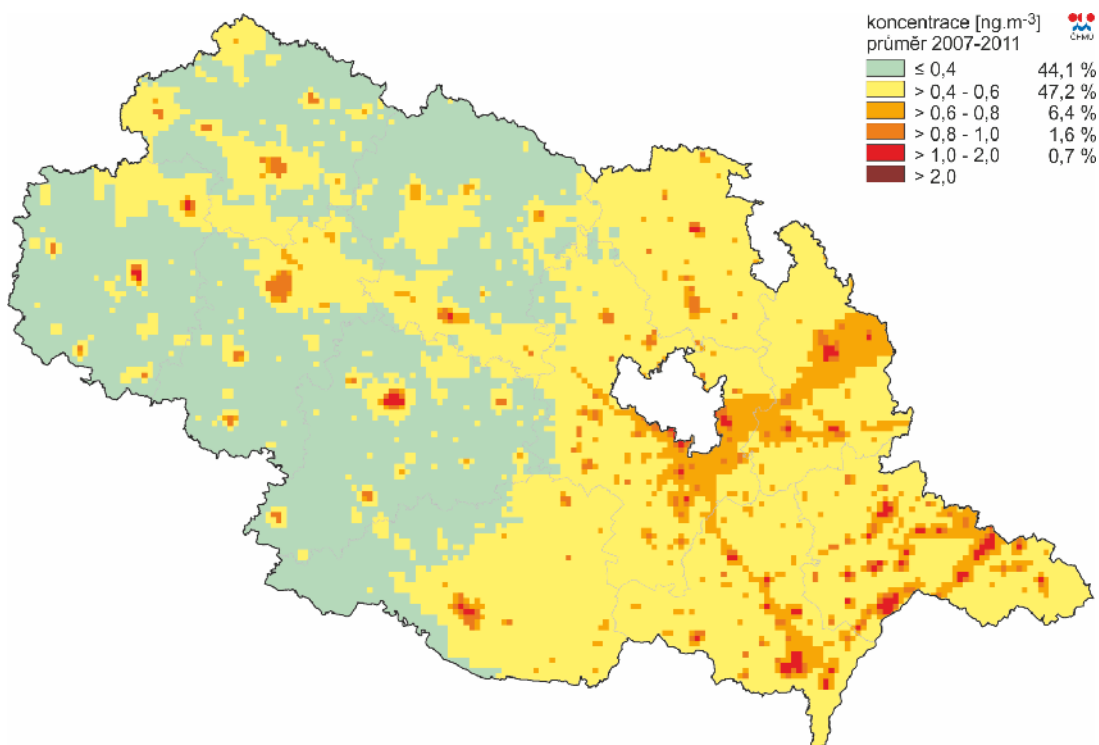 koncentrace [ng.m-3]
průměr 2007-2011
ČHMÚ
≤ 0,4 44,1 %
> 0,4 - 0,6 47,2 %
> 0,6 - 0,8 6,4 %
> 0,8 - 1,0 1,6 %
> 1,0 - 2,0 0,7 %
> 2,0